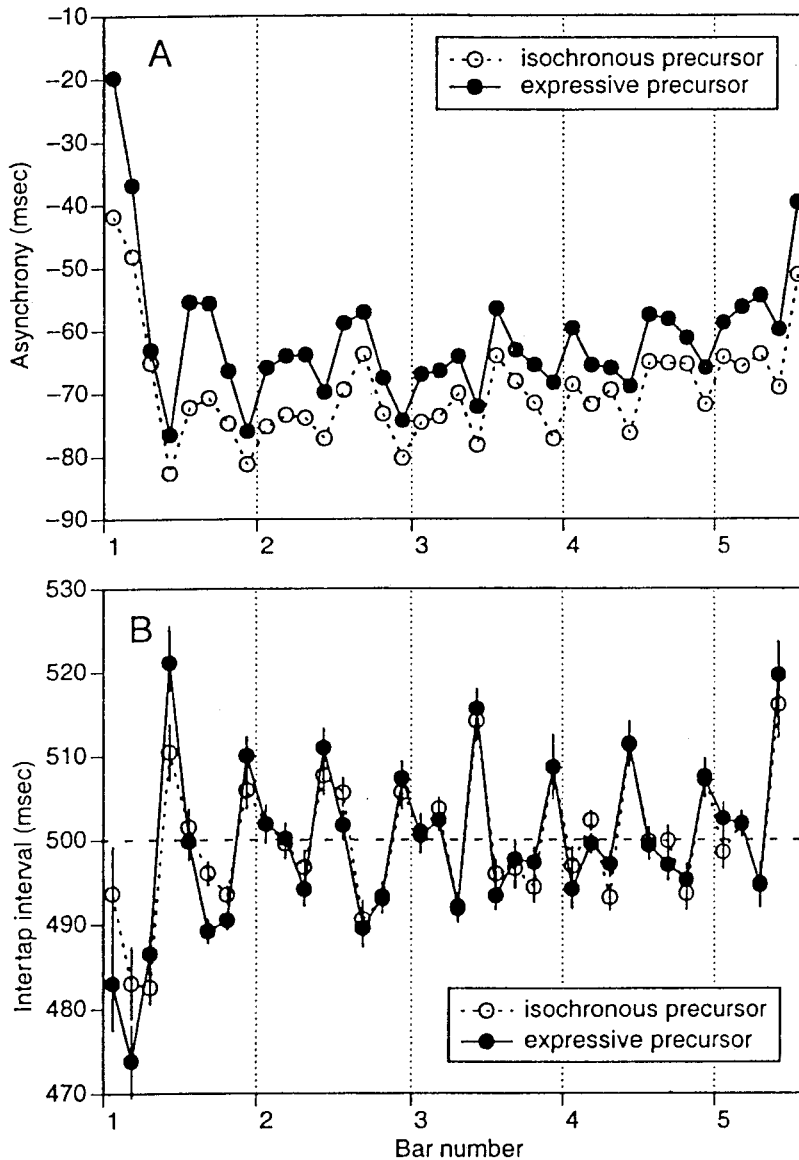 A
isochronous precursor
expressive precursor
Asynchrony (msec)
−10
−20
−30
−40
−50
−60
−70
−80
−90
1 2 3 4 5
B
Intertap interval (msec)
530
520
510
500
490
480
470
isochronous precursor
expressive precursor
1 2 3 4 5
Bar number